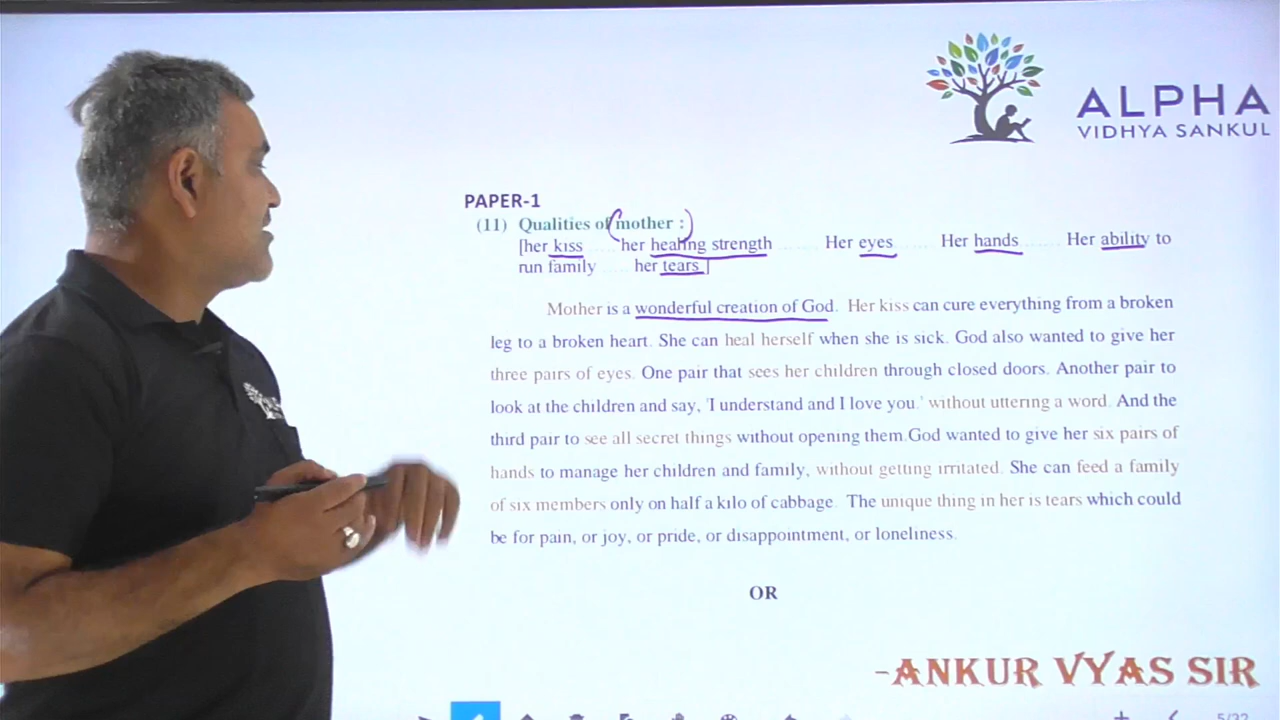 ALPHA
VIDHYA SANKUL
PAPER-1
(11) Qualities of mother :
[her kiss ...... her healing strength ........ Her eyes ...... Her hands ....... Her ability to
run family ..... her tears ]
Mother is a wonderful creation of God. Her kiss can cure everything from a broken
leg to a broken heart. She can heal herself when she is sick. God also wanted to give her
three pairs of eyes. One pair that sees her children through closed doors. Another pair to
look at the children and say, 'I understand and I love you.' without uttering a word. And the
third pair to see all secret things without opening them.God wanted to give her six pairs of
hands to manage her children and family, without getting irritated. She can feed a family
of six members only on half a kilo of cabbage. The unique thing in her is tears which could
be for pain, or joy, or pride, or disappointment, or loneliness.
OR
-ANKUR VYAS SIR
5/22